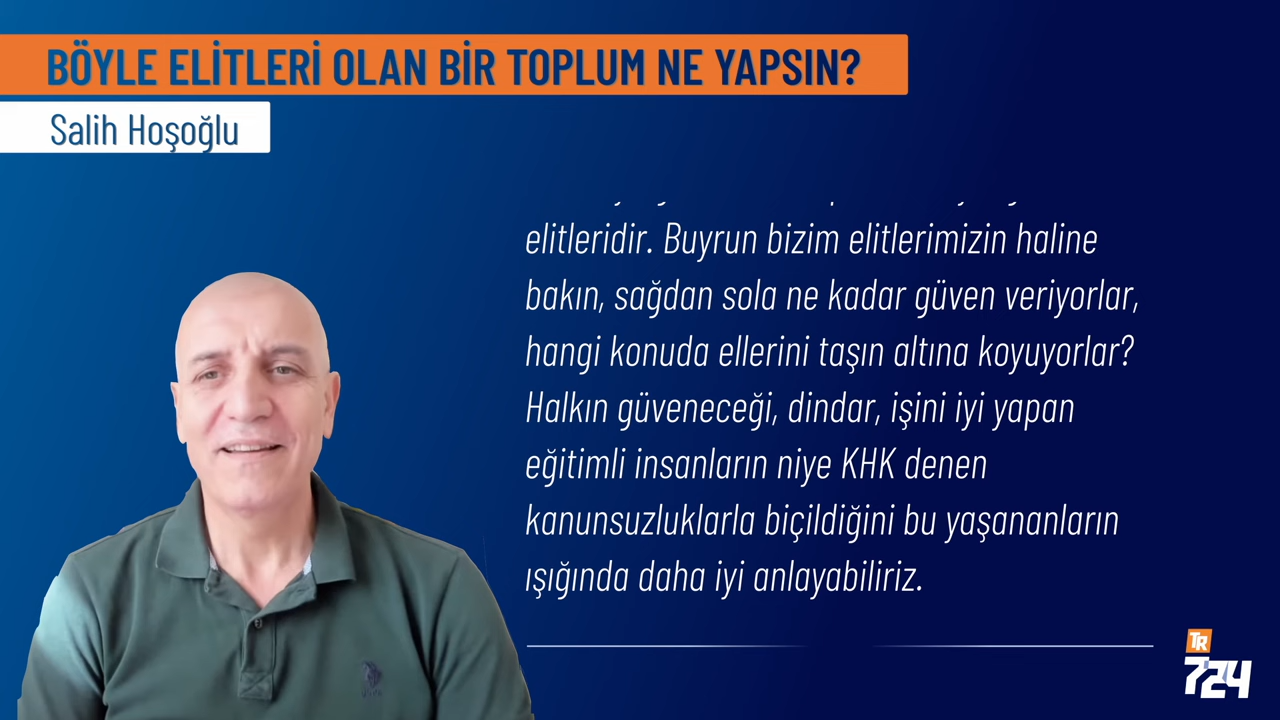 BÖYLE ELİTLERİ OLAN BİR TOPLUM NE YAPSIN?
Salih Hoşoğlu
elitleridir. Buyrun bizim elitlerimizin haline
bakın, sağdan sola ne kadar güven veriyorlar,
hangi konuda ellerini taşın altına koyuyorlar?
Halkın güveneceği, dindar, işini iyi yapan
eğitimli insanların niye KHK denen
kanunsuzluklarla biçildiğini bu yaşananların
ışığında daha iyi anlayabiliriz.
TR
724